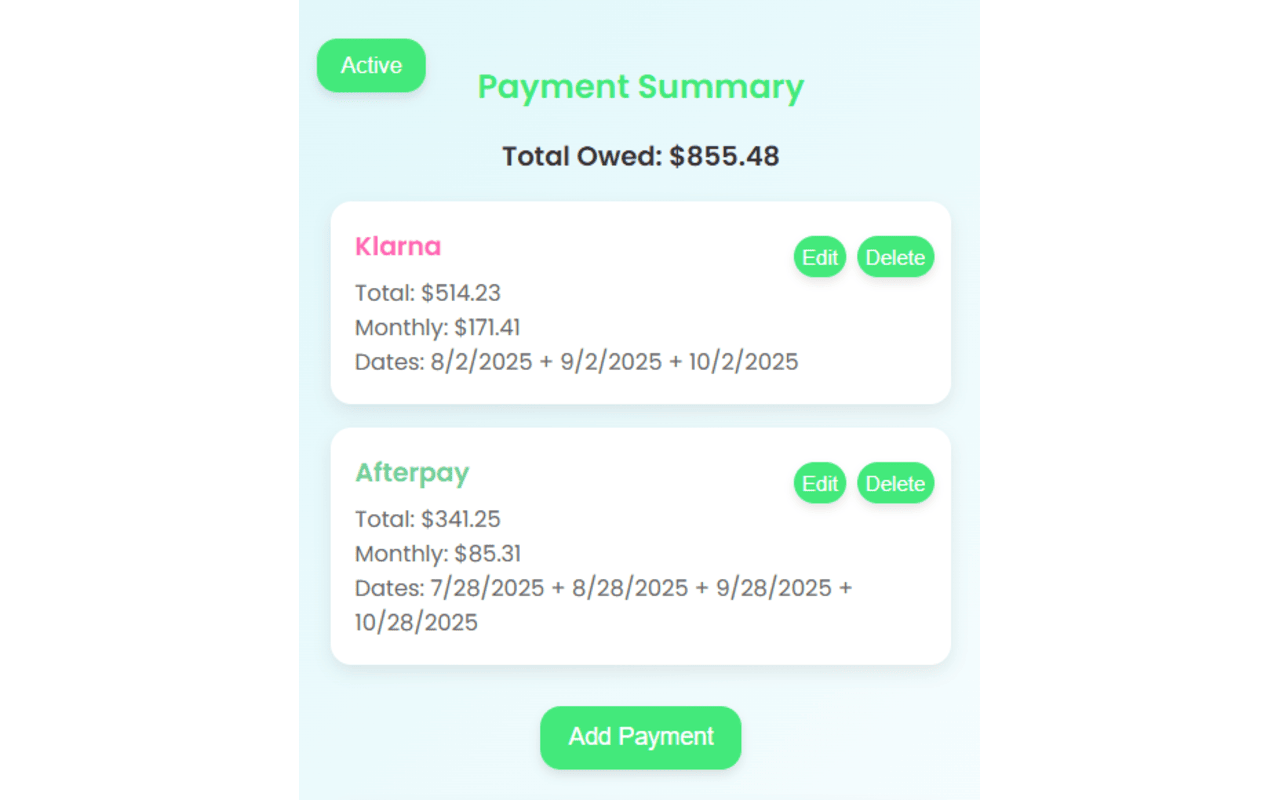 Active
Payment Summary
Total Owed: $855.48
Klarna
Edit Delete
Total: $514.23
Monthly: $171.41
Dates: 8/2/2025 + 9/2/2025 + 10/2/2025
Afterpay
Edit Delete
Total: $341.25
Monthly: $85.31
Dates: 7/28/2025 + 8/28/2025 + 9/28/2025 +
10/28/2025
Add Payment